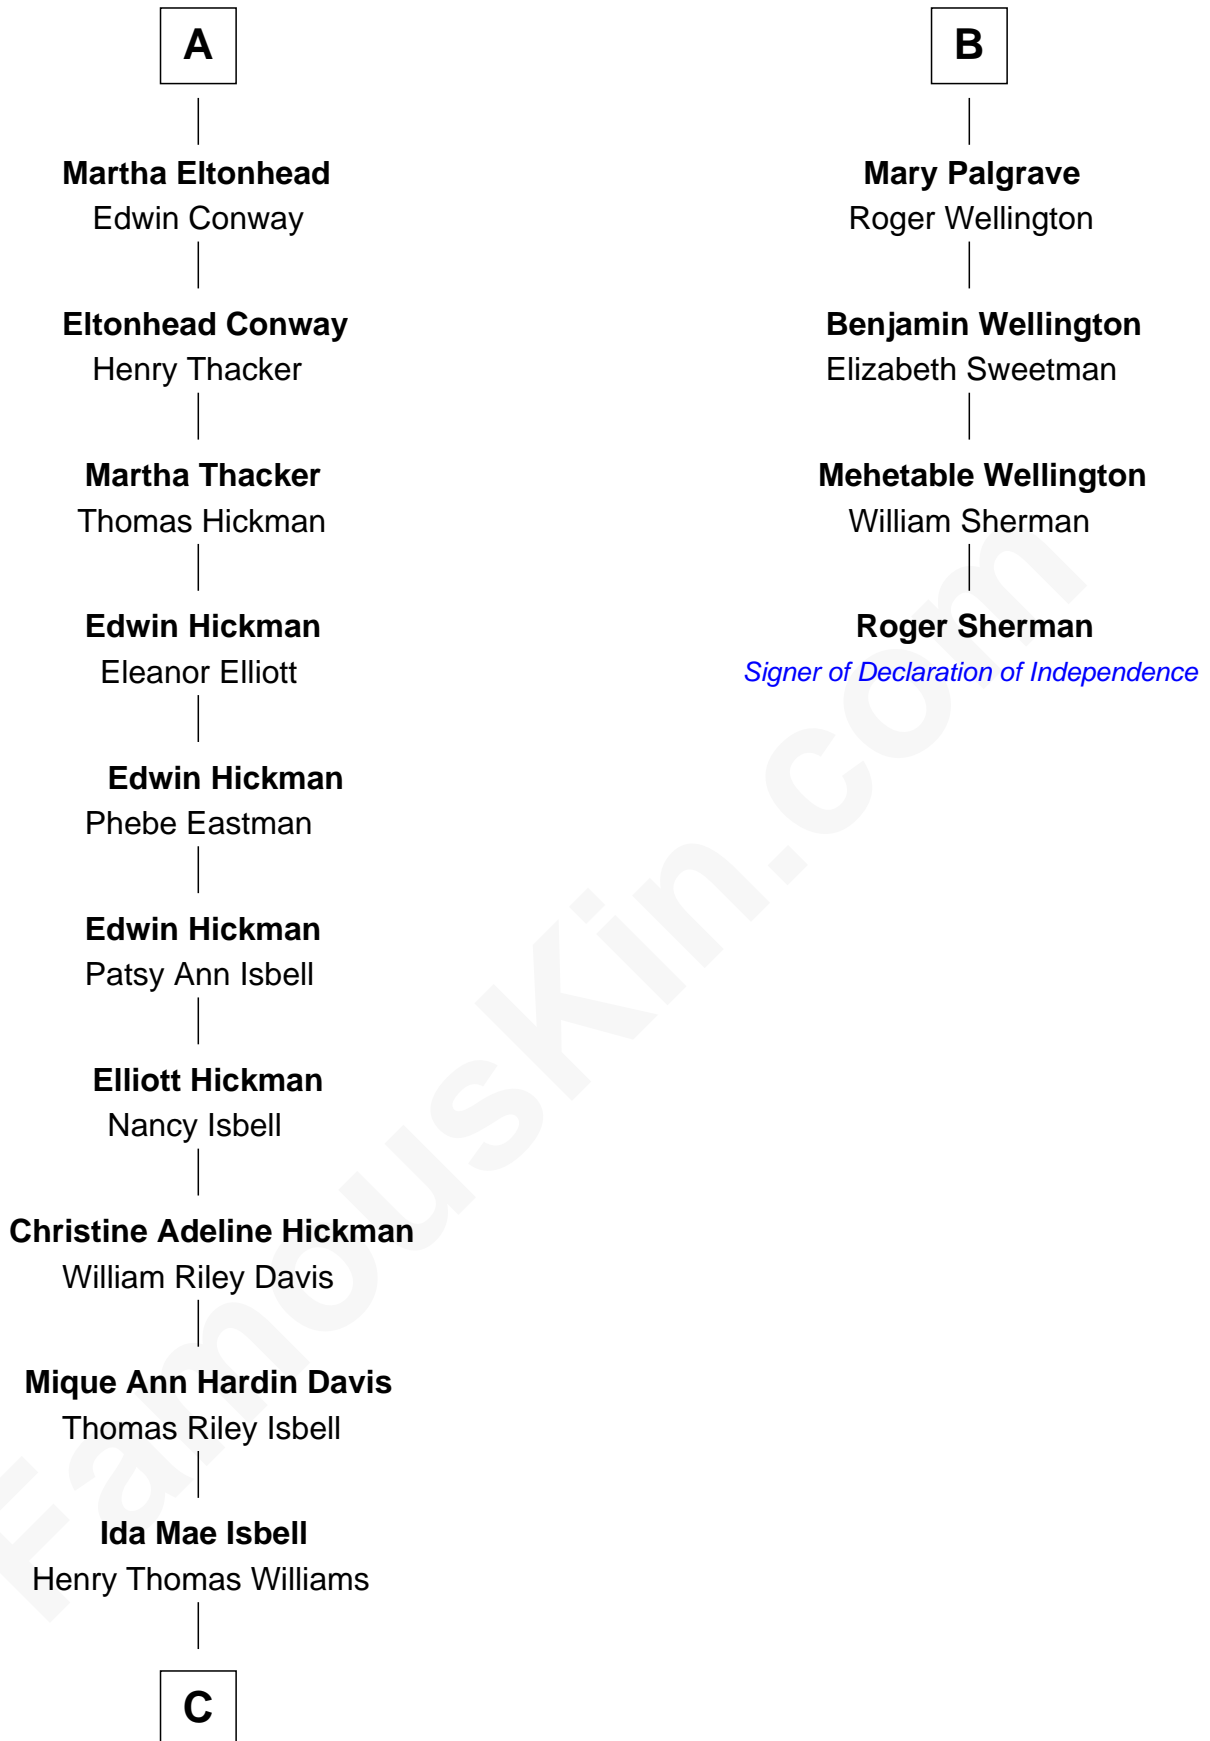 A
Martha Eltonhead
Edwin Conway
Eltonhead Conway
Henry Thacker
Martha Thacker
Thomas Hickman
Edwin Hickman
Eleanor Elliott
Edwin Hickman
Phebe Eastman
Edwin Hickman
Patsy Ann Isbell
Elliott Hickman
Nancy Isbell
Christine Adeline Hickman
William Riley Davis
Mique Ann Hardin Davis
Thomas Riley Isbell
Ida Mae Isbell
Henry Thomas Williams
C
B
Mary Palgrave
Roger Wellington
Benjamin Wellington
Elizabeth Sweetman
Mehetable Wellington
William Sherman
Roger Sherman
Signer of Declaration of Independence
FamousKin.com